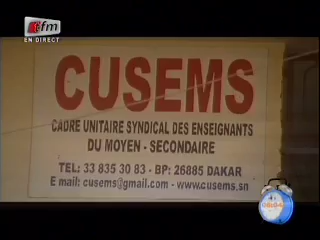 tfm
EN DIRECT
CUSEMS
CADRE UNITAIRE SYNDICAL DES ENSEIGNANTS
DU MOYEN - SECONDAIRE
TEL: 33 835 30 83 - BP: 26885 DAKAR
E mail: cusems@gmail.com - www.cusems.sn